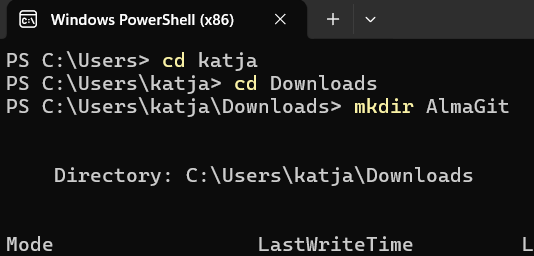 Windows PowerShell (x86)
PS C:\Users> cd katja
PS C:\Users\katja> cd Downloads
PS C:\Users\katja\Downloads> mkdir AlmaGit
Directory: C:\Users\katja\Downloads
Mode LastWriteTime L